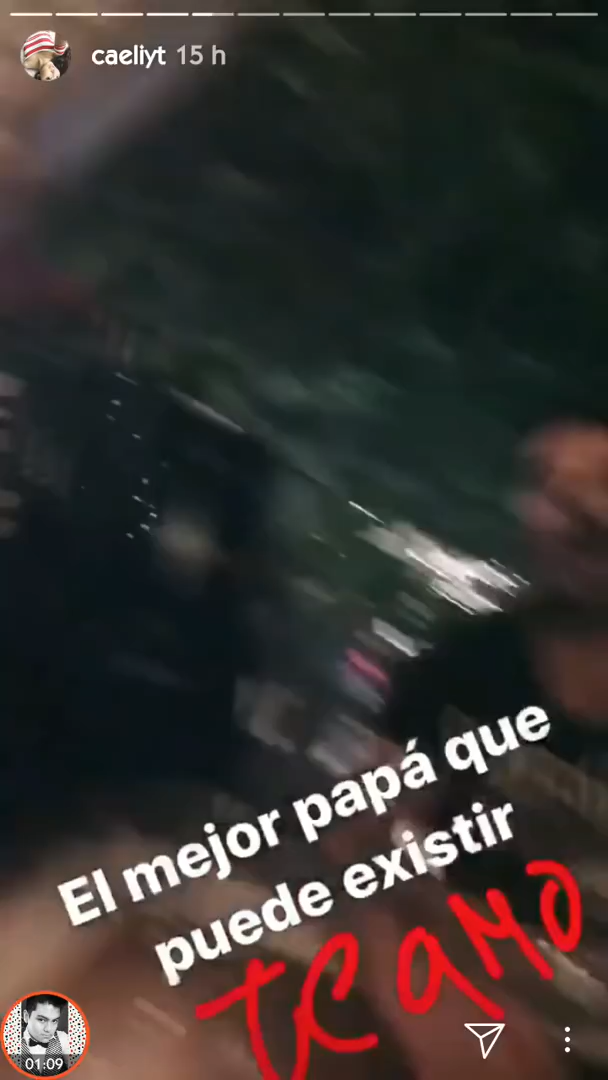 caeliyt 15 h
El mejor papá que
puede existir
te amo
01:09